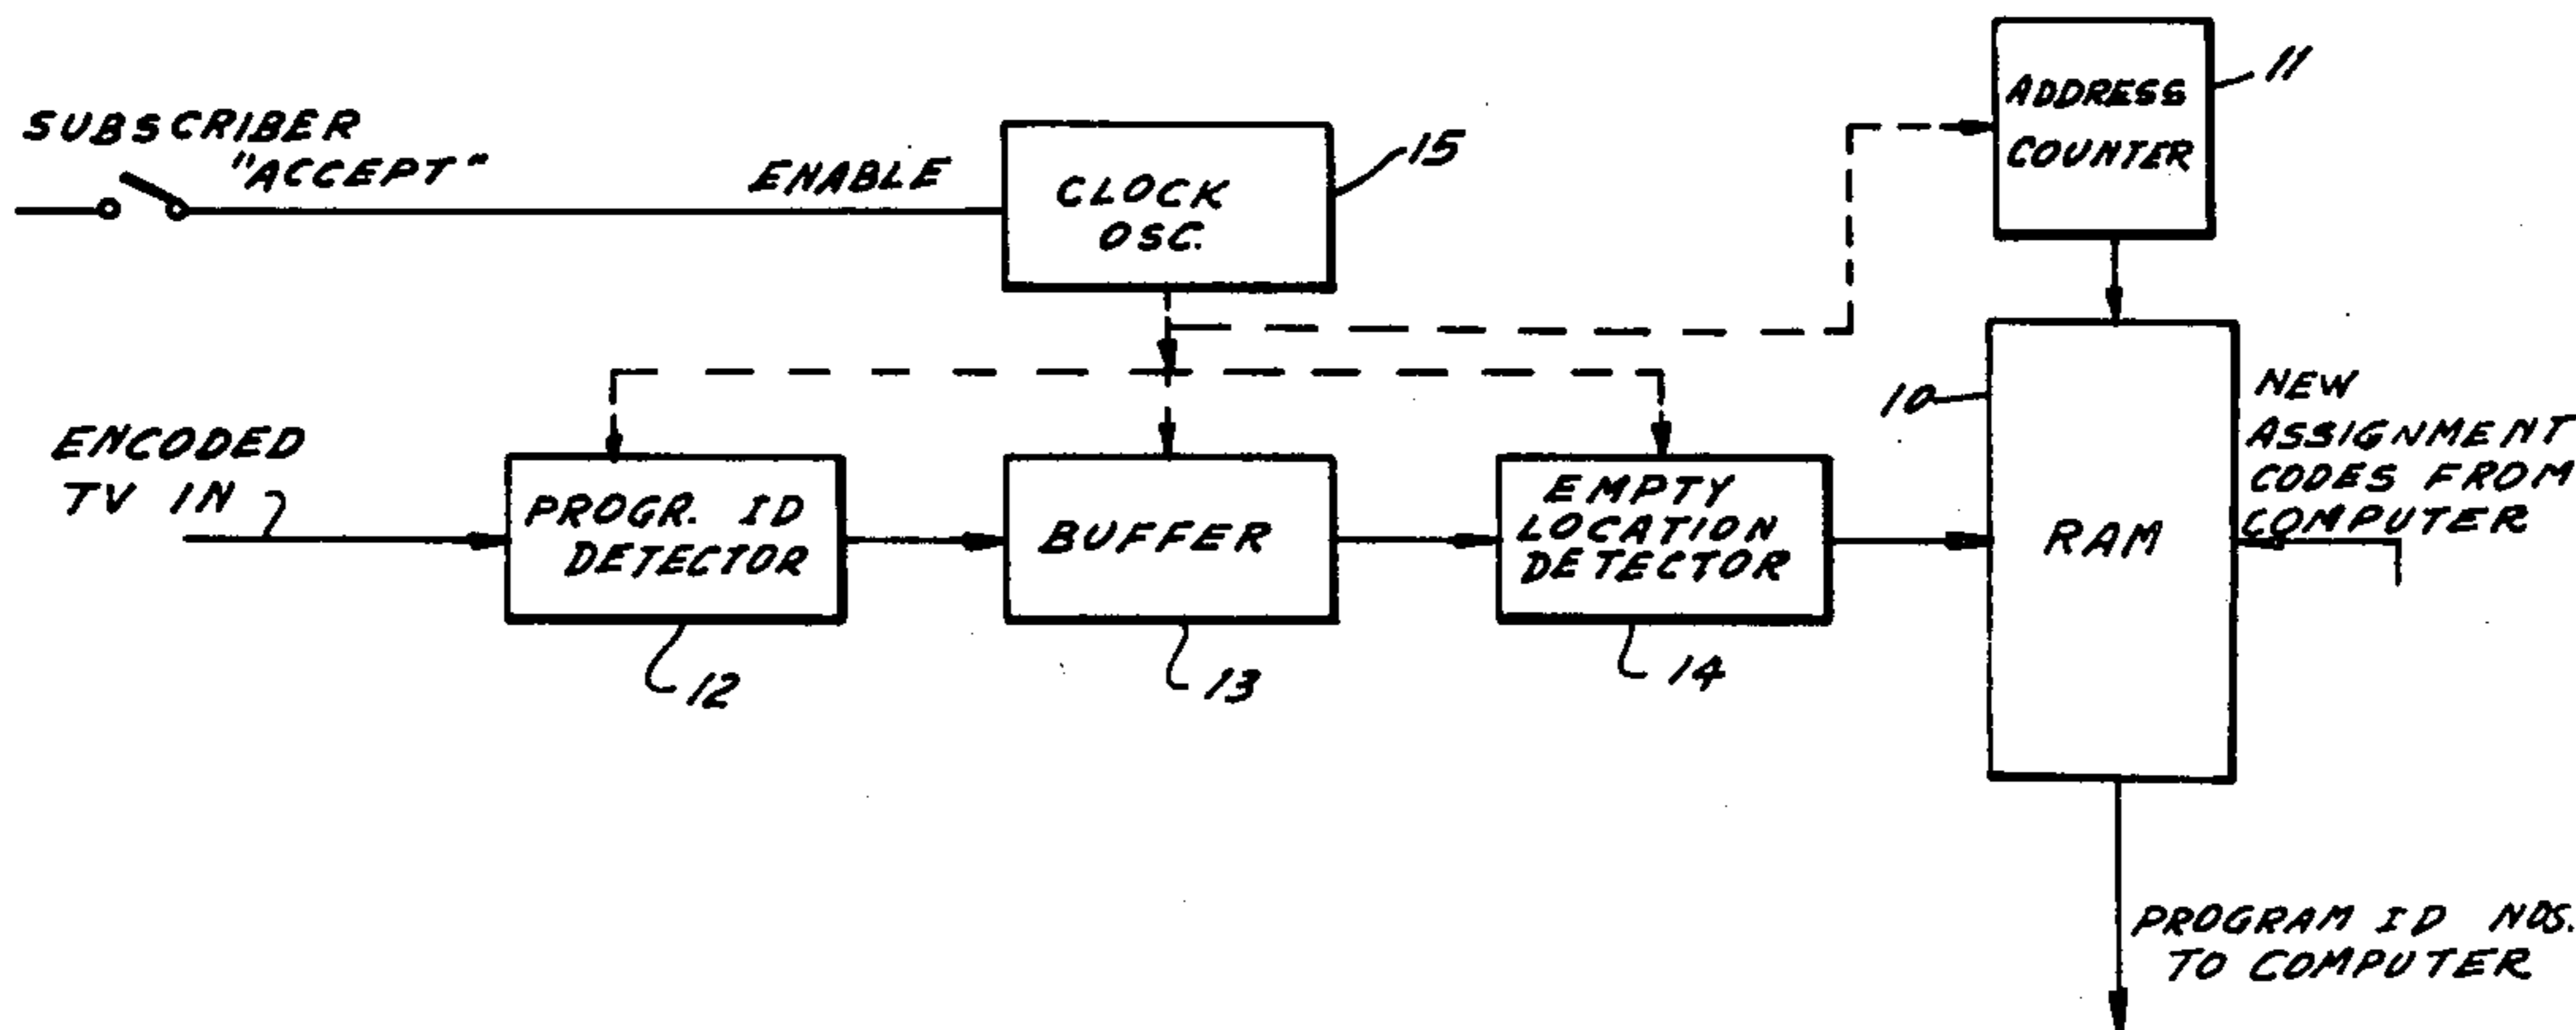 SUBSCRIBER
"ACCEPT"
ENABLE
CLOCK
OSC.
15
ADDRESS
COUNTER
11
ENCODED
TV IN
PROGR. ID
DETECTOR
12
BUFFER
13
EMPTY
LOCATION
DETECTOR
14
10
RAM
NEW
ASSIGNMENT
CODES FROM
COMPUTER
PROGRAM ID NOS.
TO COMPUTER